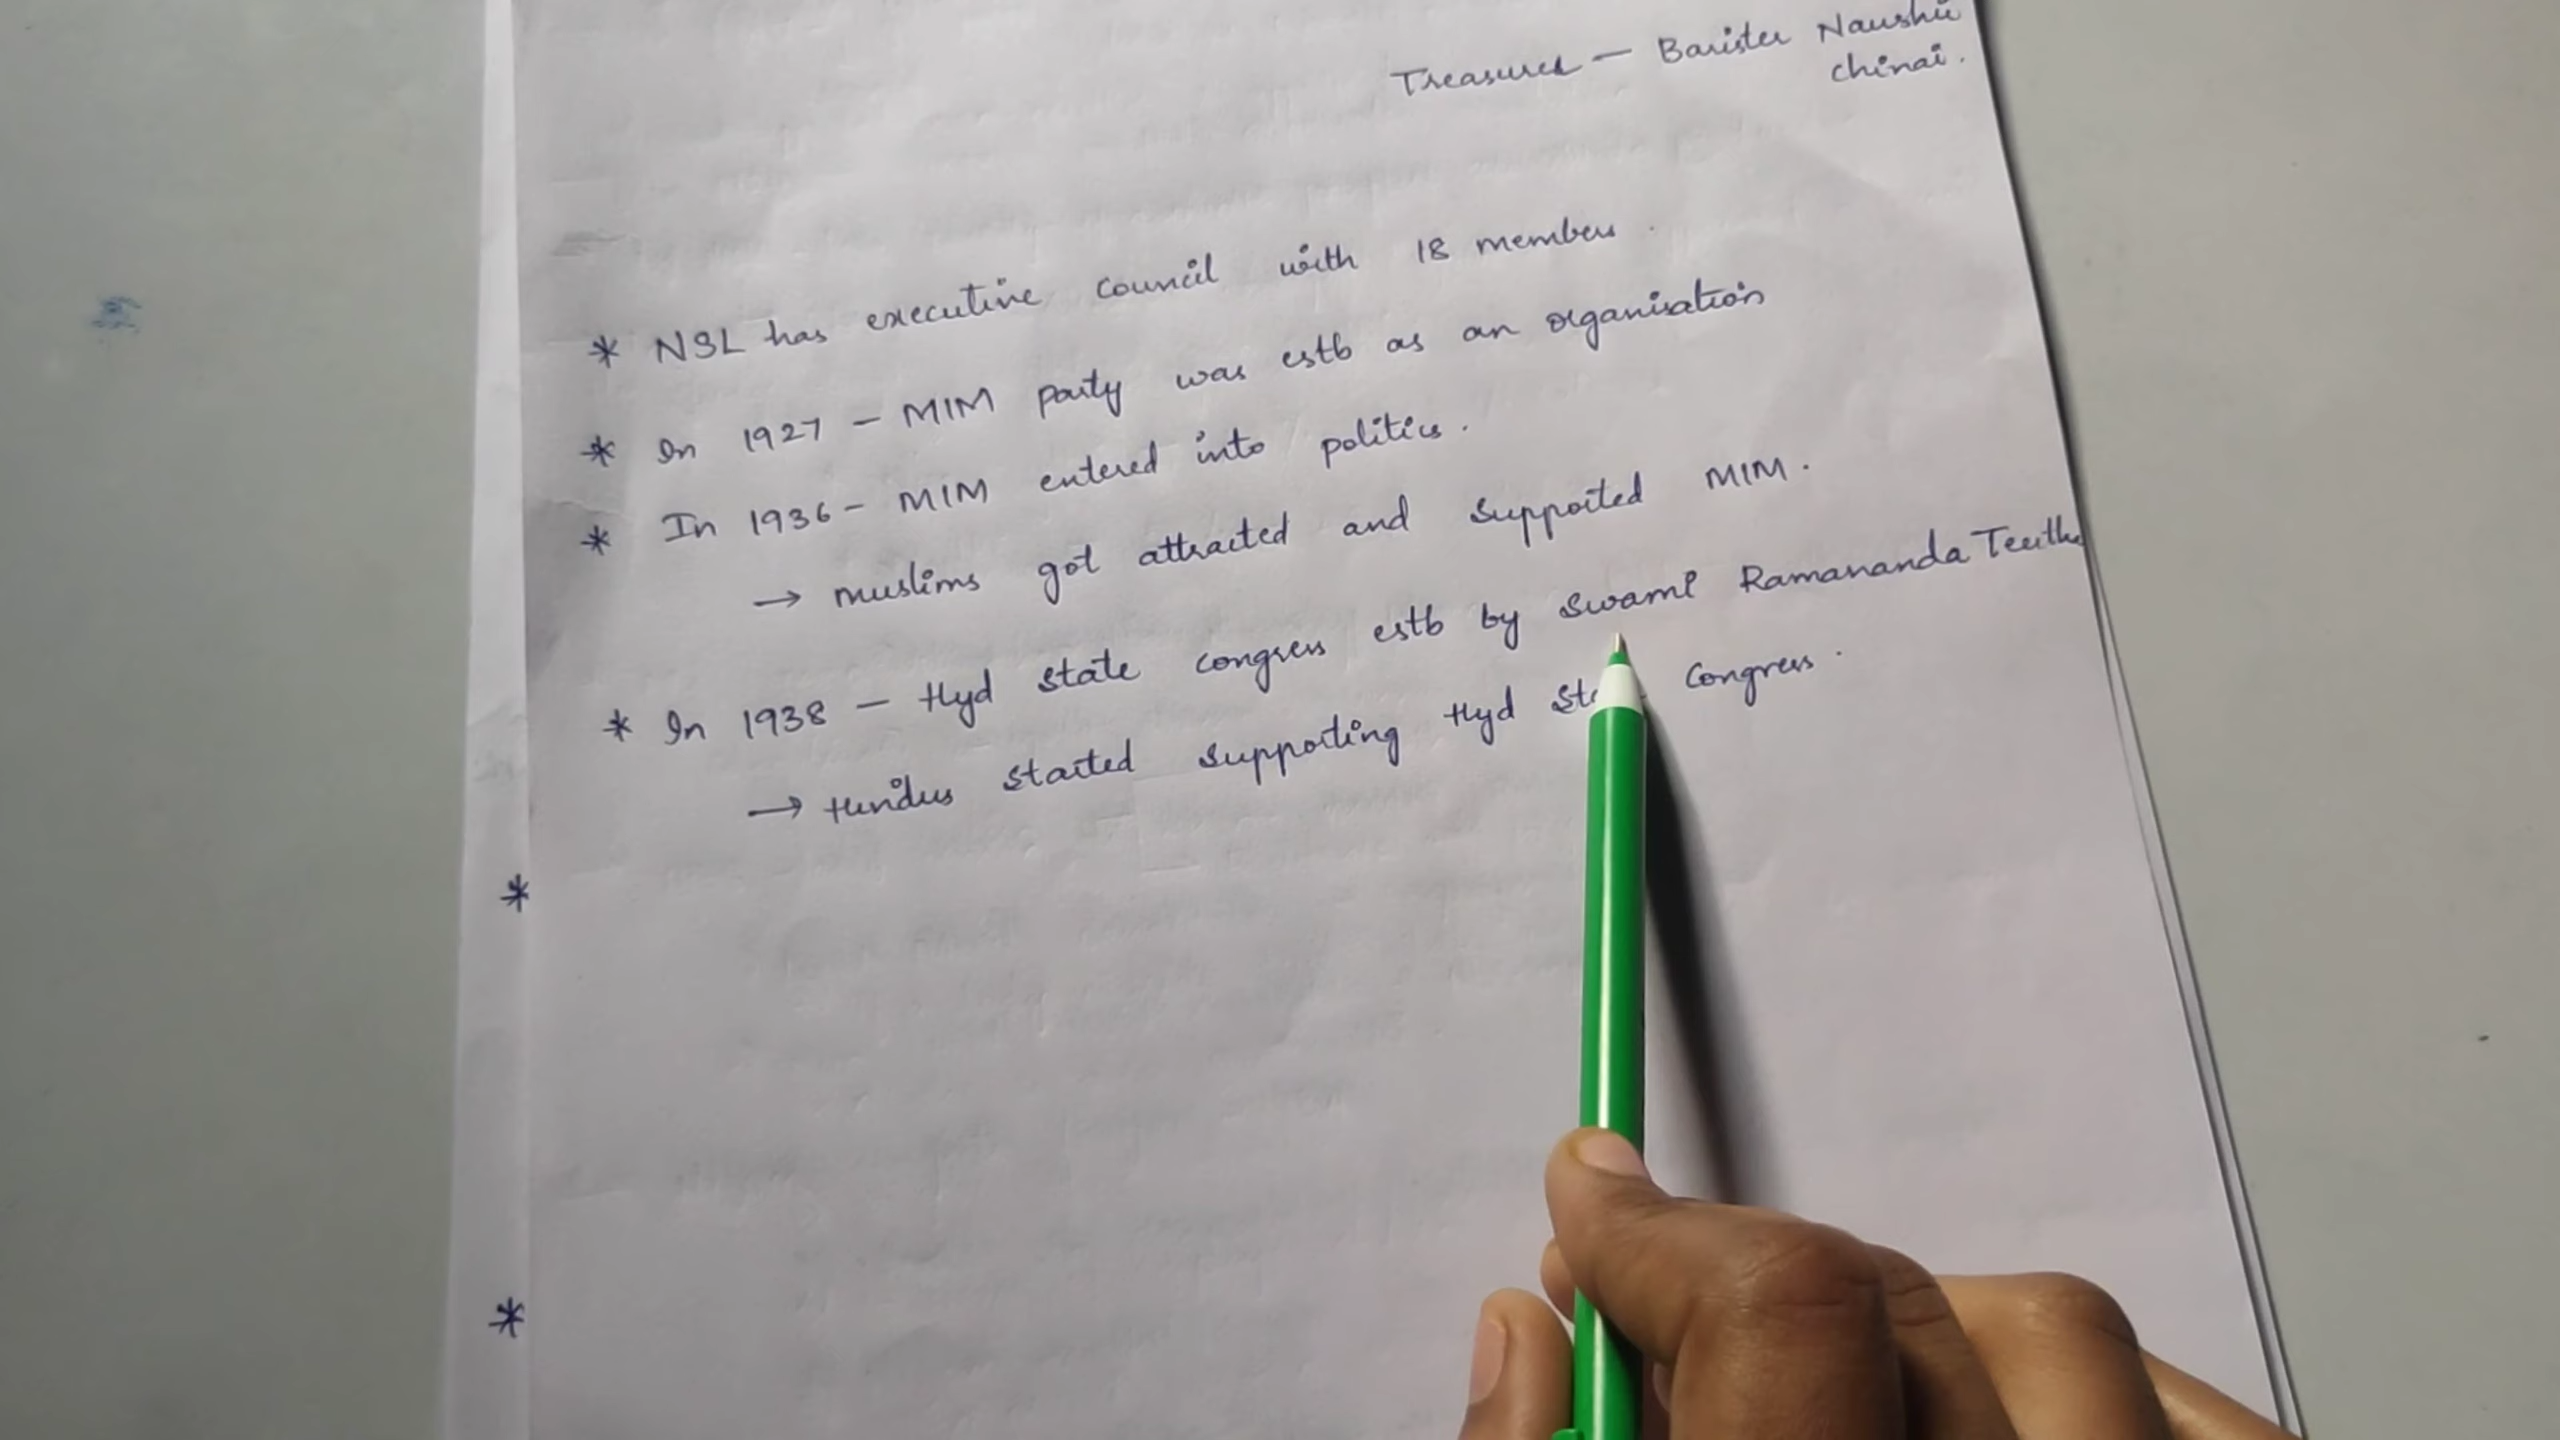 Treasurer - Barister Naushir
Chinai.
* NSL has executive council with 18 members.
* In 1927 - MIM party was estb as an organisation
* In 1936 - MIM entered into politics.
→ muslims got attracted and supported MIM.
* In 1938 - Hyd state congress estb by Swami Ramananda Teertha
→ Hindus started supporting Hyd State Congress.
*
*